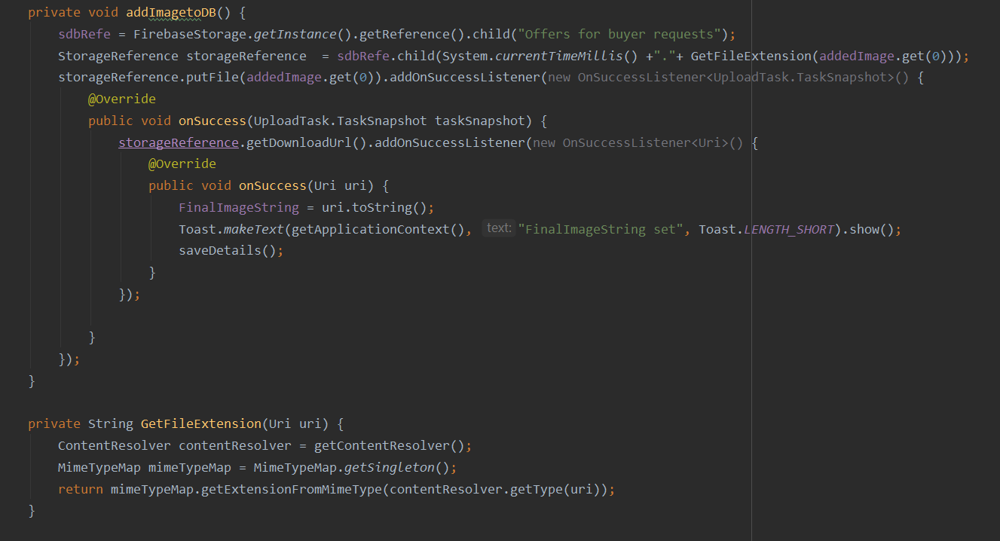 private void addImagetoDB() {
sdbRefe = FirebaseStorage.getInstance().getReference().child("Offers for buyer requests");
StorageReference storageReference  = sdbRefe.child(System.currentTimeMillis() +"."+ GetFileExtension(addedImage.get(0)));
storageReference.putFile(addedImage.get(0)).addOnSuccessListener(new OnSuccessListener<UploadTask.TaskSnapshot>() {
@Override
public void onSuccess(UploadTask.TaskSnapshot taskSnapshot) {
storageReference.getDownloadUrl().addOnSuccessListener(new OnSuccessListener<Uri>() {
@Override
public void onSuccess(Uri uri) {
FinalImageString = uri.toString();
Toast.makeText(getApplicationContext(), text: "FinalImageString set", Toast.LENGTH_SHORT).show();
saveDetails();
}
});
}
});
}
private String GetFileExtension(Uri uri) {
ContentResolver contentResolver = getContentResolver();
MimeTypeMap mimeTypeMap = MimeTypeMap.getSingleton();
return mimeTypeMap.getExtensionFromMimeType(contentResolver.getType(uri));
}